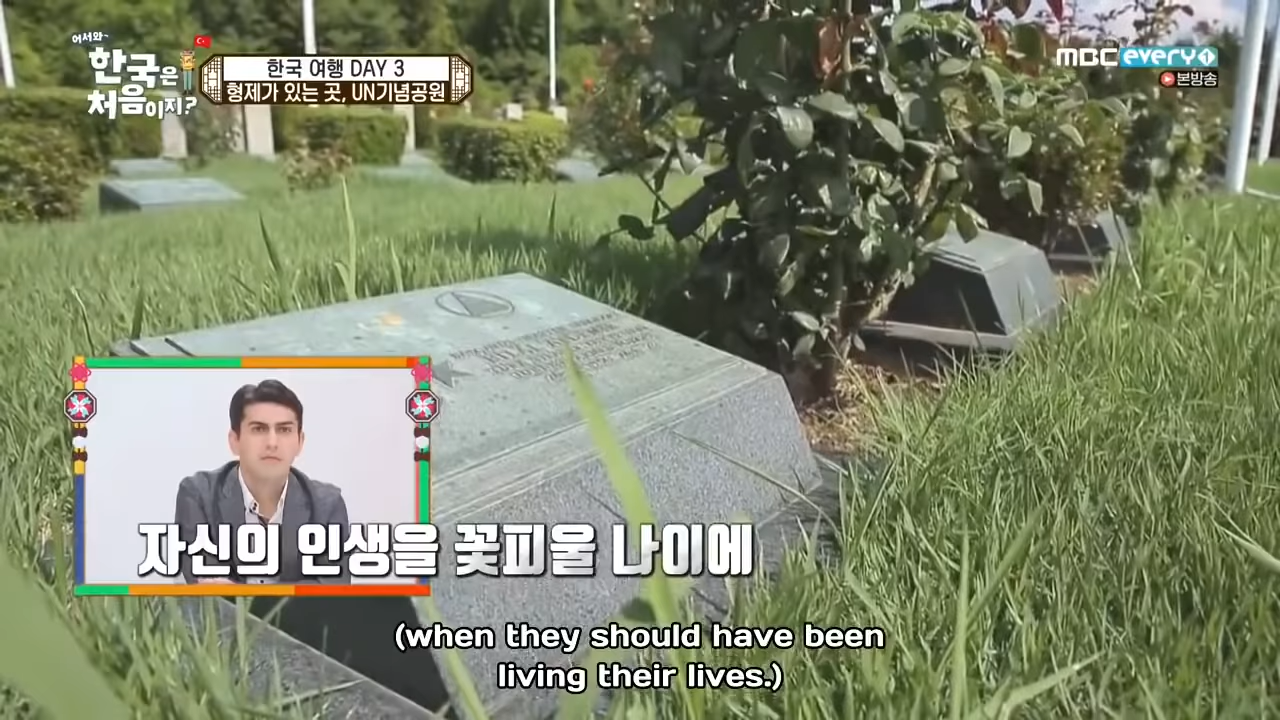 어서와~
한국은
처음이지?
한국 여행 DAY 3
형제가 있는 곳, UN기념공원
MBC every1
본방송
자신의 인생을 꽃피울 나이에
(when they should have been
living their lives.)